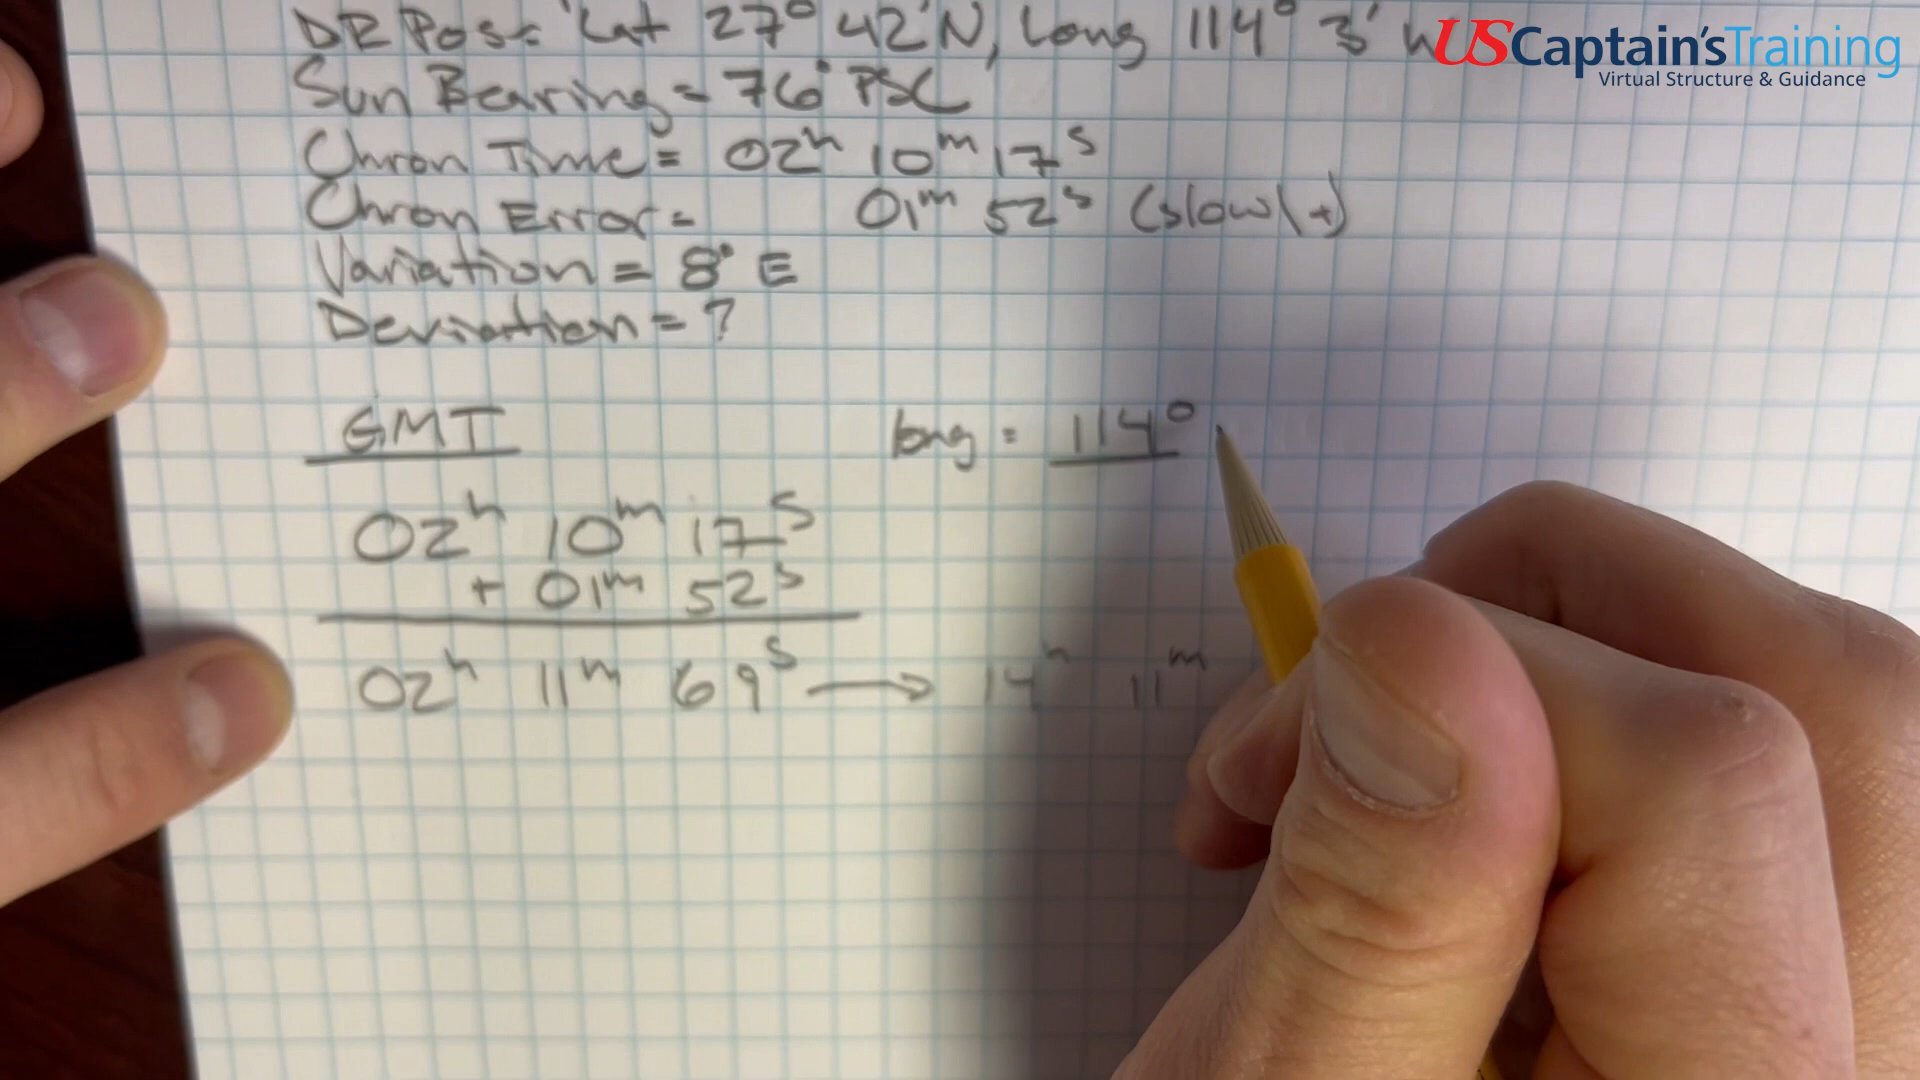 DR Pos= Lat 27° 42' N, Long 114° 3' W
USCaptain'sTraining
Virtual Structure & Guidance
Sun Bearing = 76° PSC
Chron Time = 02h 10m 17s
Chron Error = 01m 52s (slow\+)
Variation = 8° E
Deviation = ?
GMT
long = 114°
02h 10m 17s
+ 01m 52s
02h 11m 69s → 14h 11m